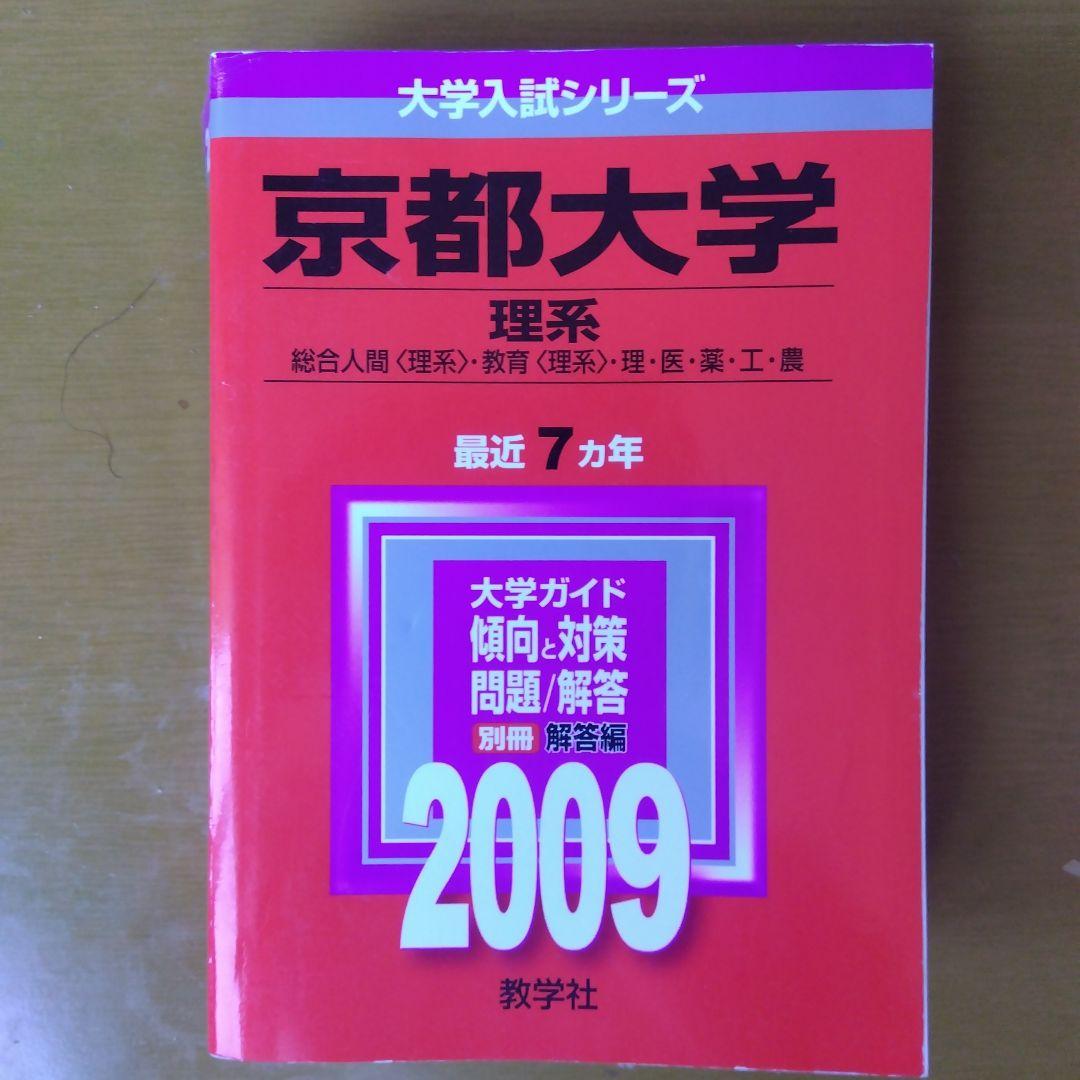 大学入試シリーズ
京都大学
理系
総合人間〈理系〉・教育〈理系〉・理・医・薬・工・農
最近7ヵ年
大学ガイド
傾向と対策
問題/解答
別冊 解答編
2009
教学社